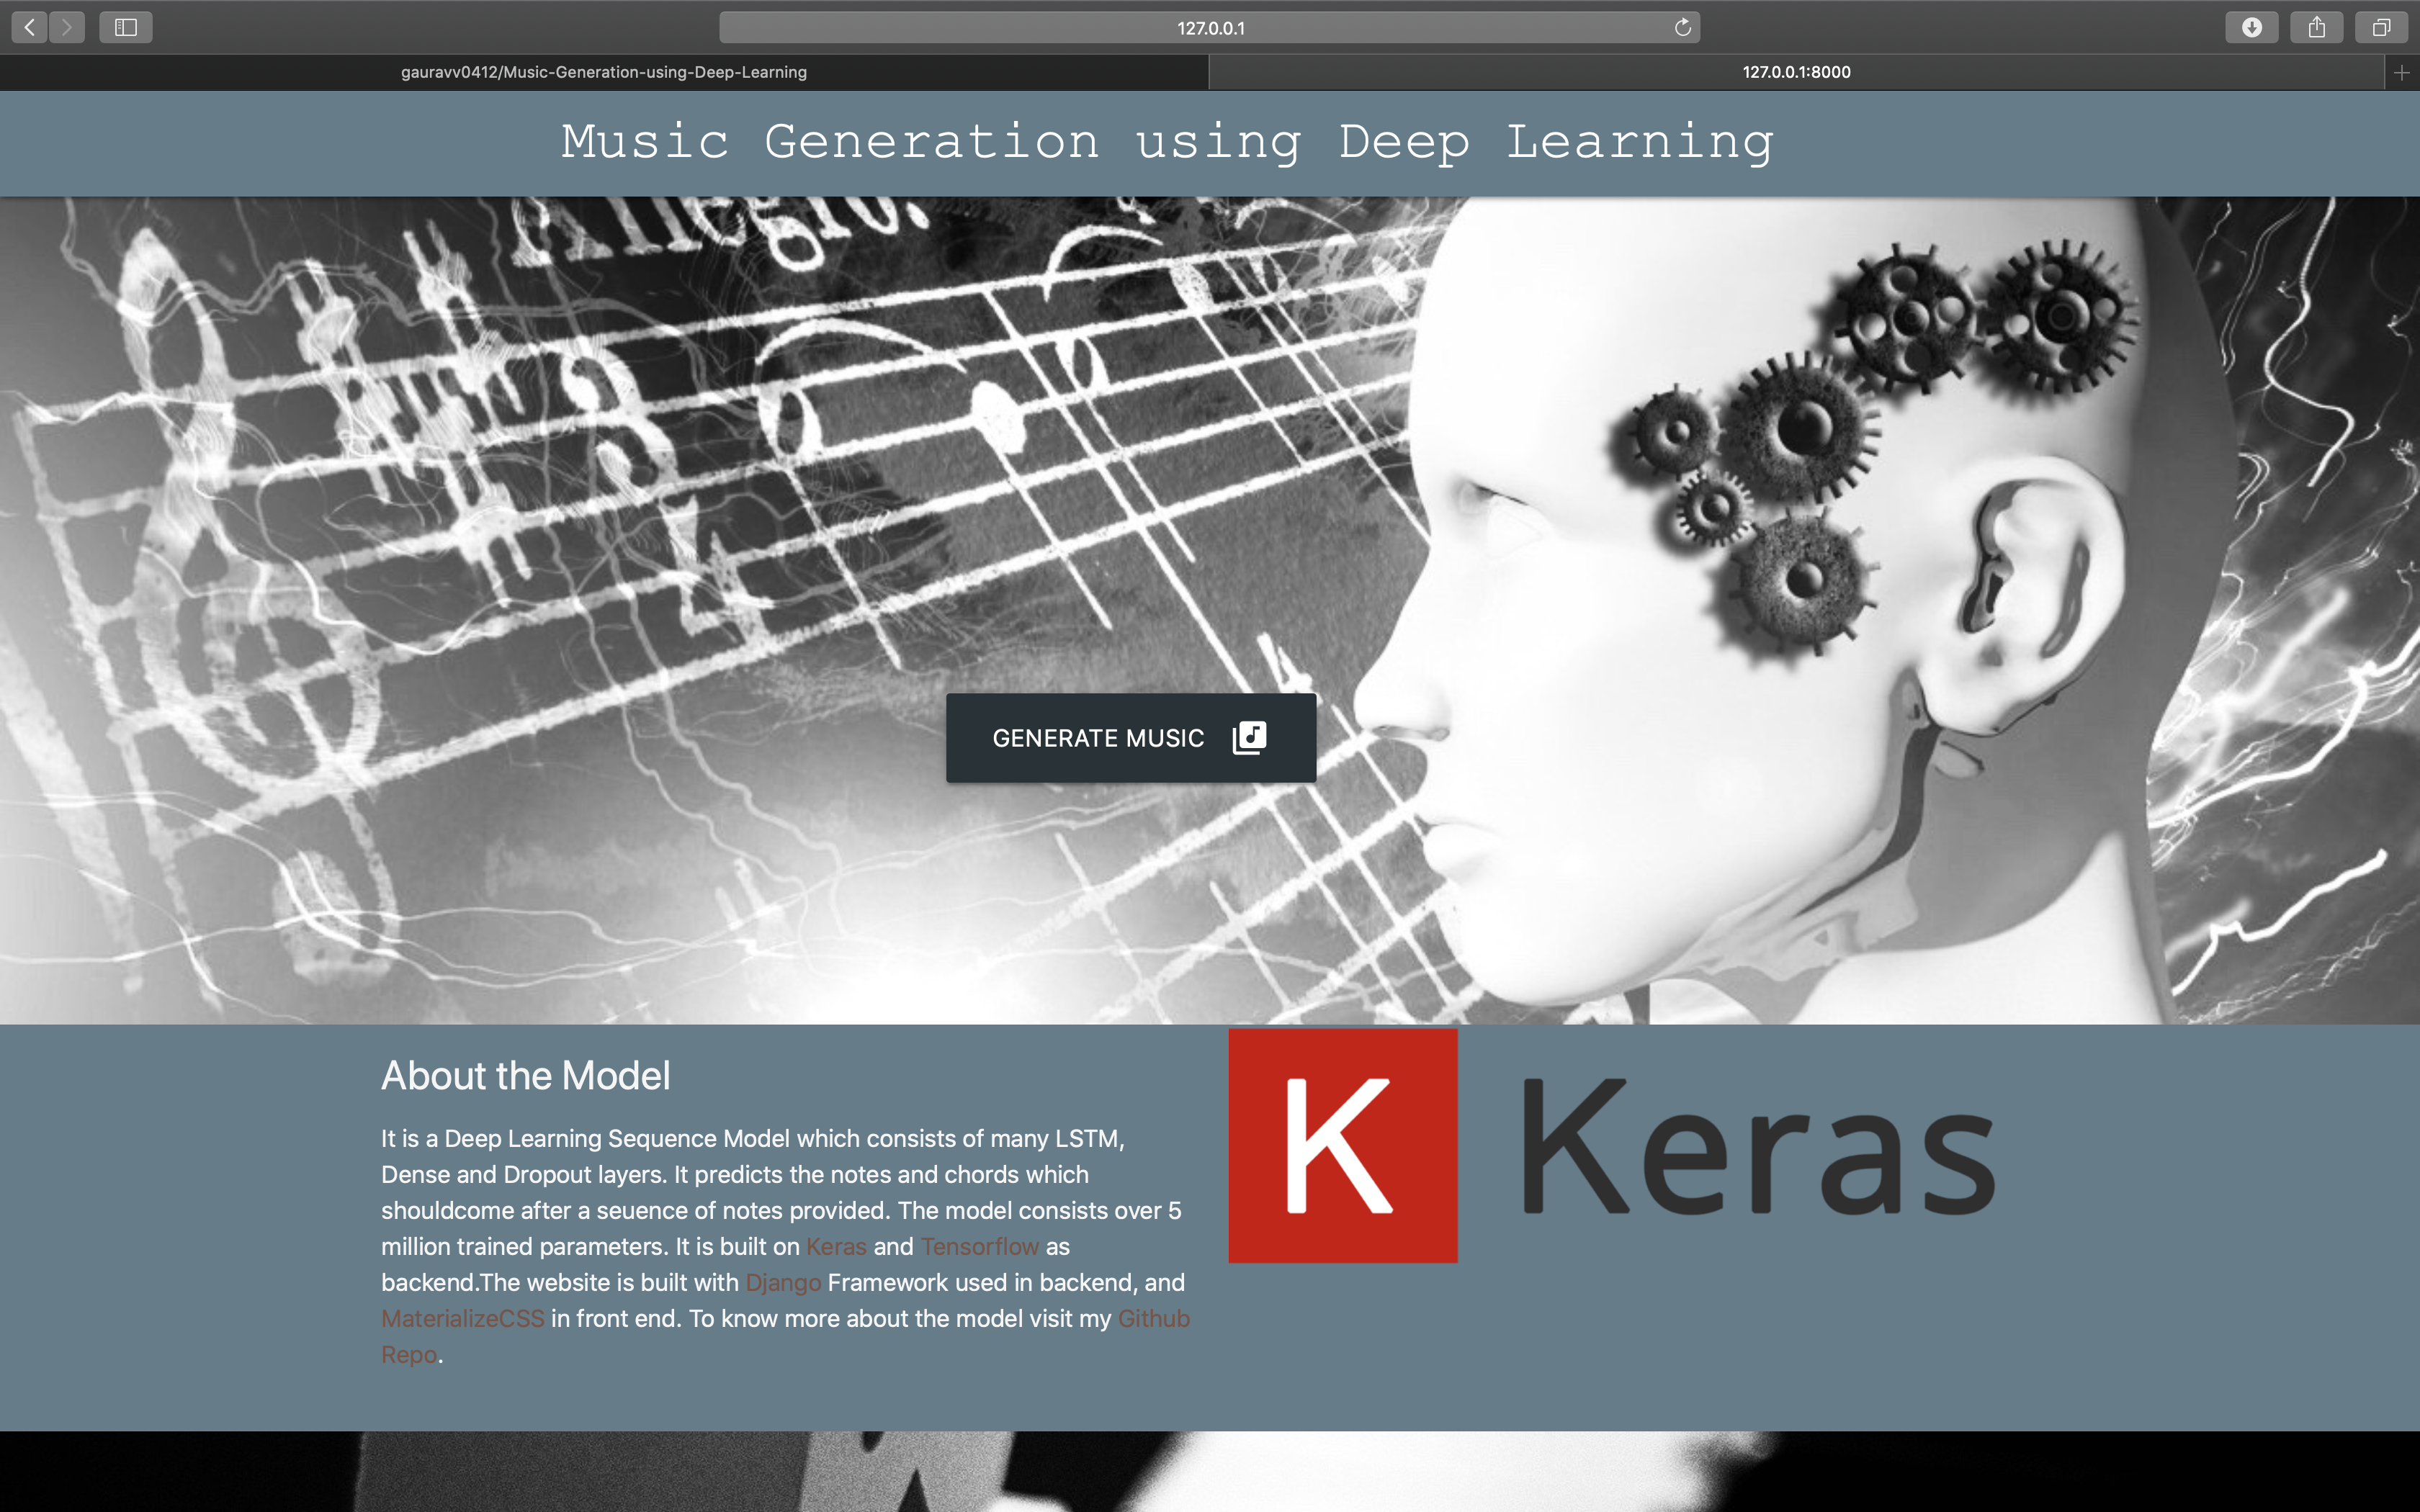 127.0.0.1
gauravv0412/Music-Generation-using-Deep-Learning
127.0.0.1:8000
Music Generation using Deep Learning
Allegro.
3
4
GENERATE MUSIC
About the Model
It is a Deep Learning Sequence Model which consists of many LSTM,
Dense and Dropout layers. It predicts the notes and chords which
shouldcome after a seuence of notes provided. The model consists over 5
million trained parameters. It is built on Keras and Tensorflow as
backend.The website is built with Django Framework used in backend, and
MaterializeCSS in front end. To know more about the model visit my Github
Repo.
K Keras